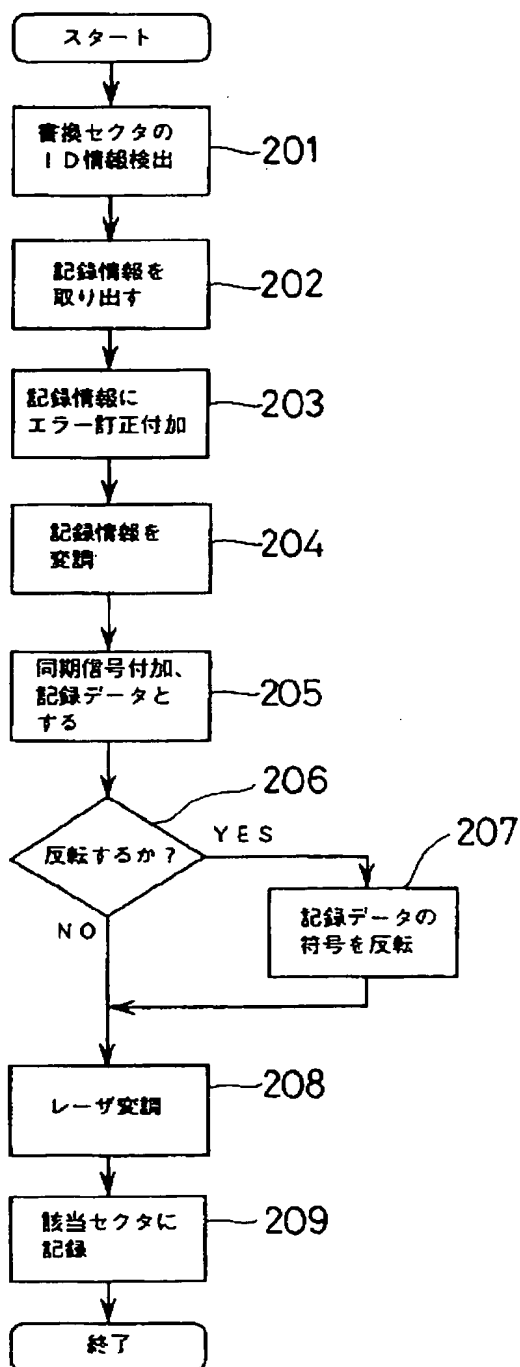 スタート
書換セクタの
ID情報検出
201
記録情報を
取り出す
202
記録情報に
エラー訂正付加
203
記録情報を
変調
204
同期信号付加、
記録データと
する
205
206
反転するか?
YES
207
記録データの
符号を反転
NO
レーザ変調
208
該当セクタに
記録
209
終了